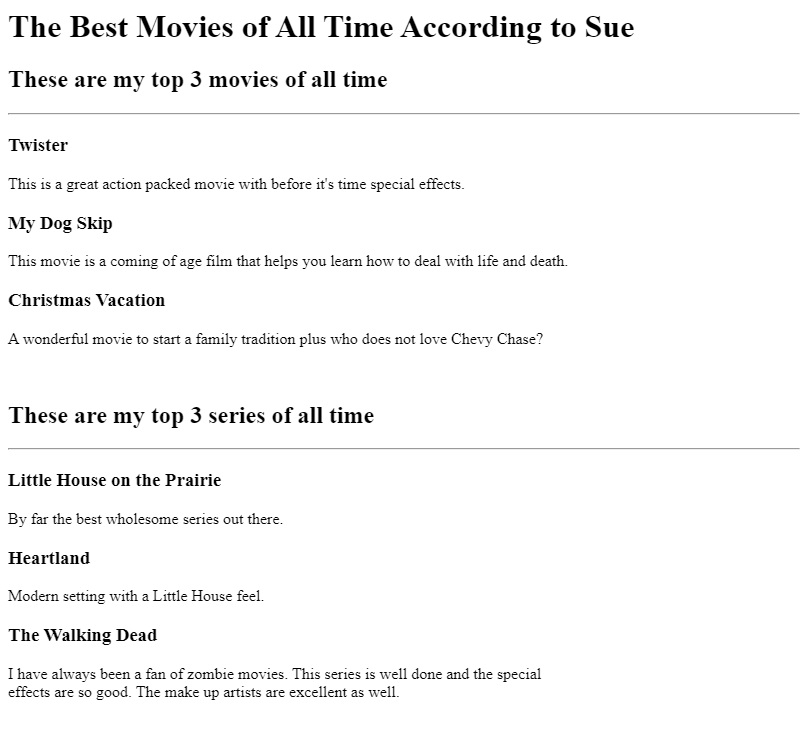 The Best Movies of All Time According to Sue
These are my top 3 movies of all time
Twister
This is a great action packed movie with before it's time special effects.
My Dog Skip
This movie is a coming of age film that helps you learn how to deal with life and death.
Christmas Vacation
A wonderful movie to start a family tradition plus who does not love Chevy Chase?
These are my top 3 series of all time
Little House on the Prairie
By far the best wholesome series out there.
Heartland
Modern setting with a Little House feel.
The Walking Dead
I have always been a fan of zombie movies. This series is well done and the special
effects are so good. The make up artists are excellent as well.